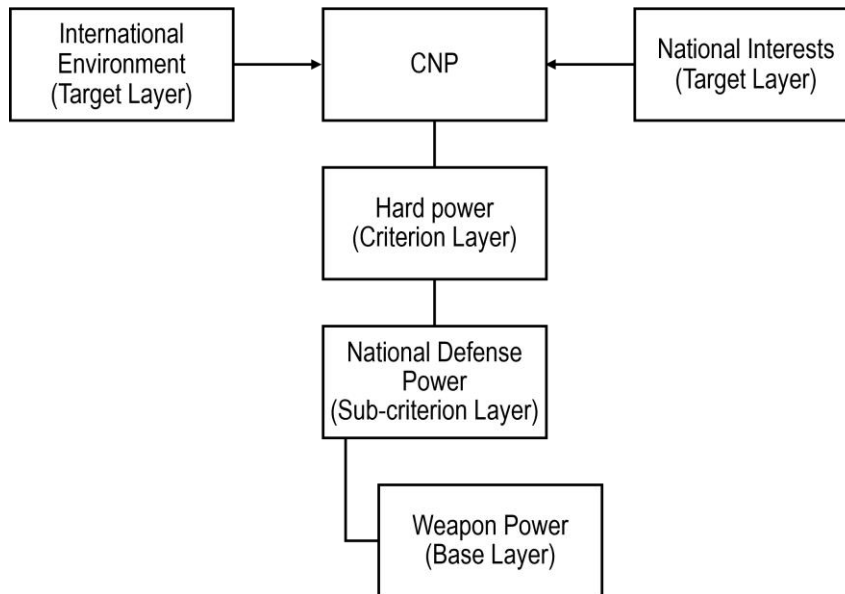 International
Environment
(Target Layer)
CNP
National Interests
(Target Layer)
Hard power
(Criterion Layer)
National Defense
Power
(Sub-criterion Layer)
Weapon Power
(Base Layer)